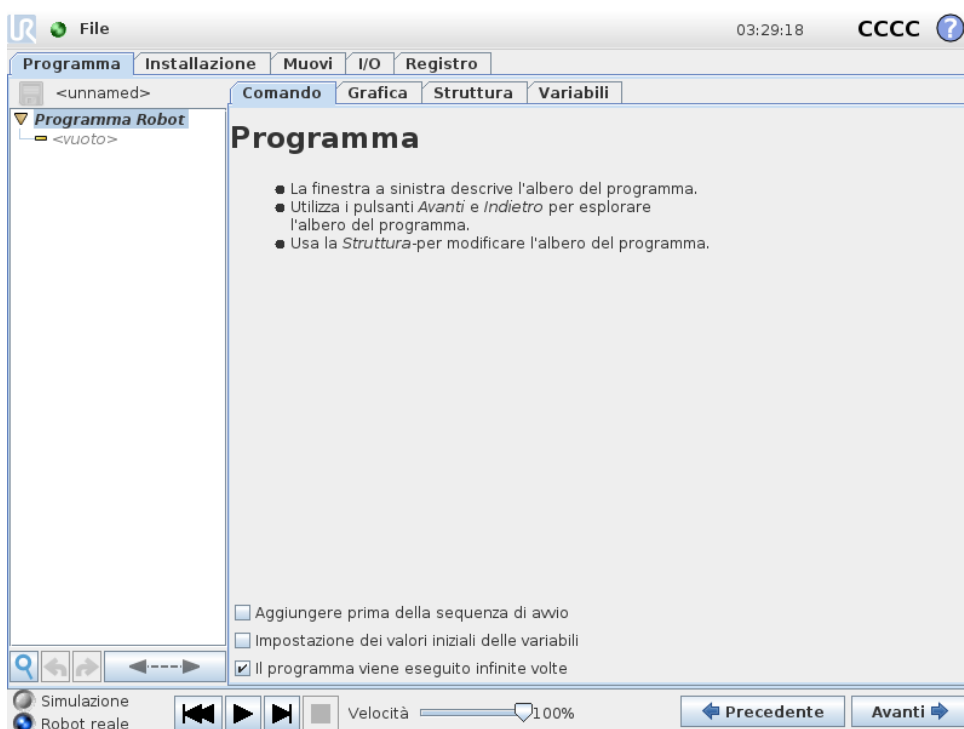 UR File 03:29:18 CCCC ?
Programma Installazione Muovi I/O Registro
<unnamed> Comando Grafica Struttura Variabili
Programma Robot
<vuoto>
Programma
La finestra a sinistra descrive l'albero del programma.
Utilizza i pulsanti Avanti e Indietro per esplorare
l'albero del programma.
Usa la Struttura-per modificare l'albero del programma.
Aggiungere prima della sequenza di avvio
Impostazione dei valori iniziali delle variabili
Il programma viene eseguito infinite volte
Simulazione
Robot reale
Velocità 100% Precedente Avanti